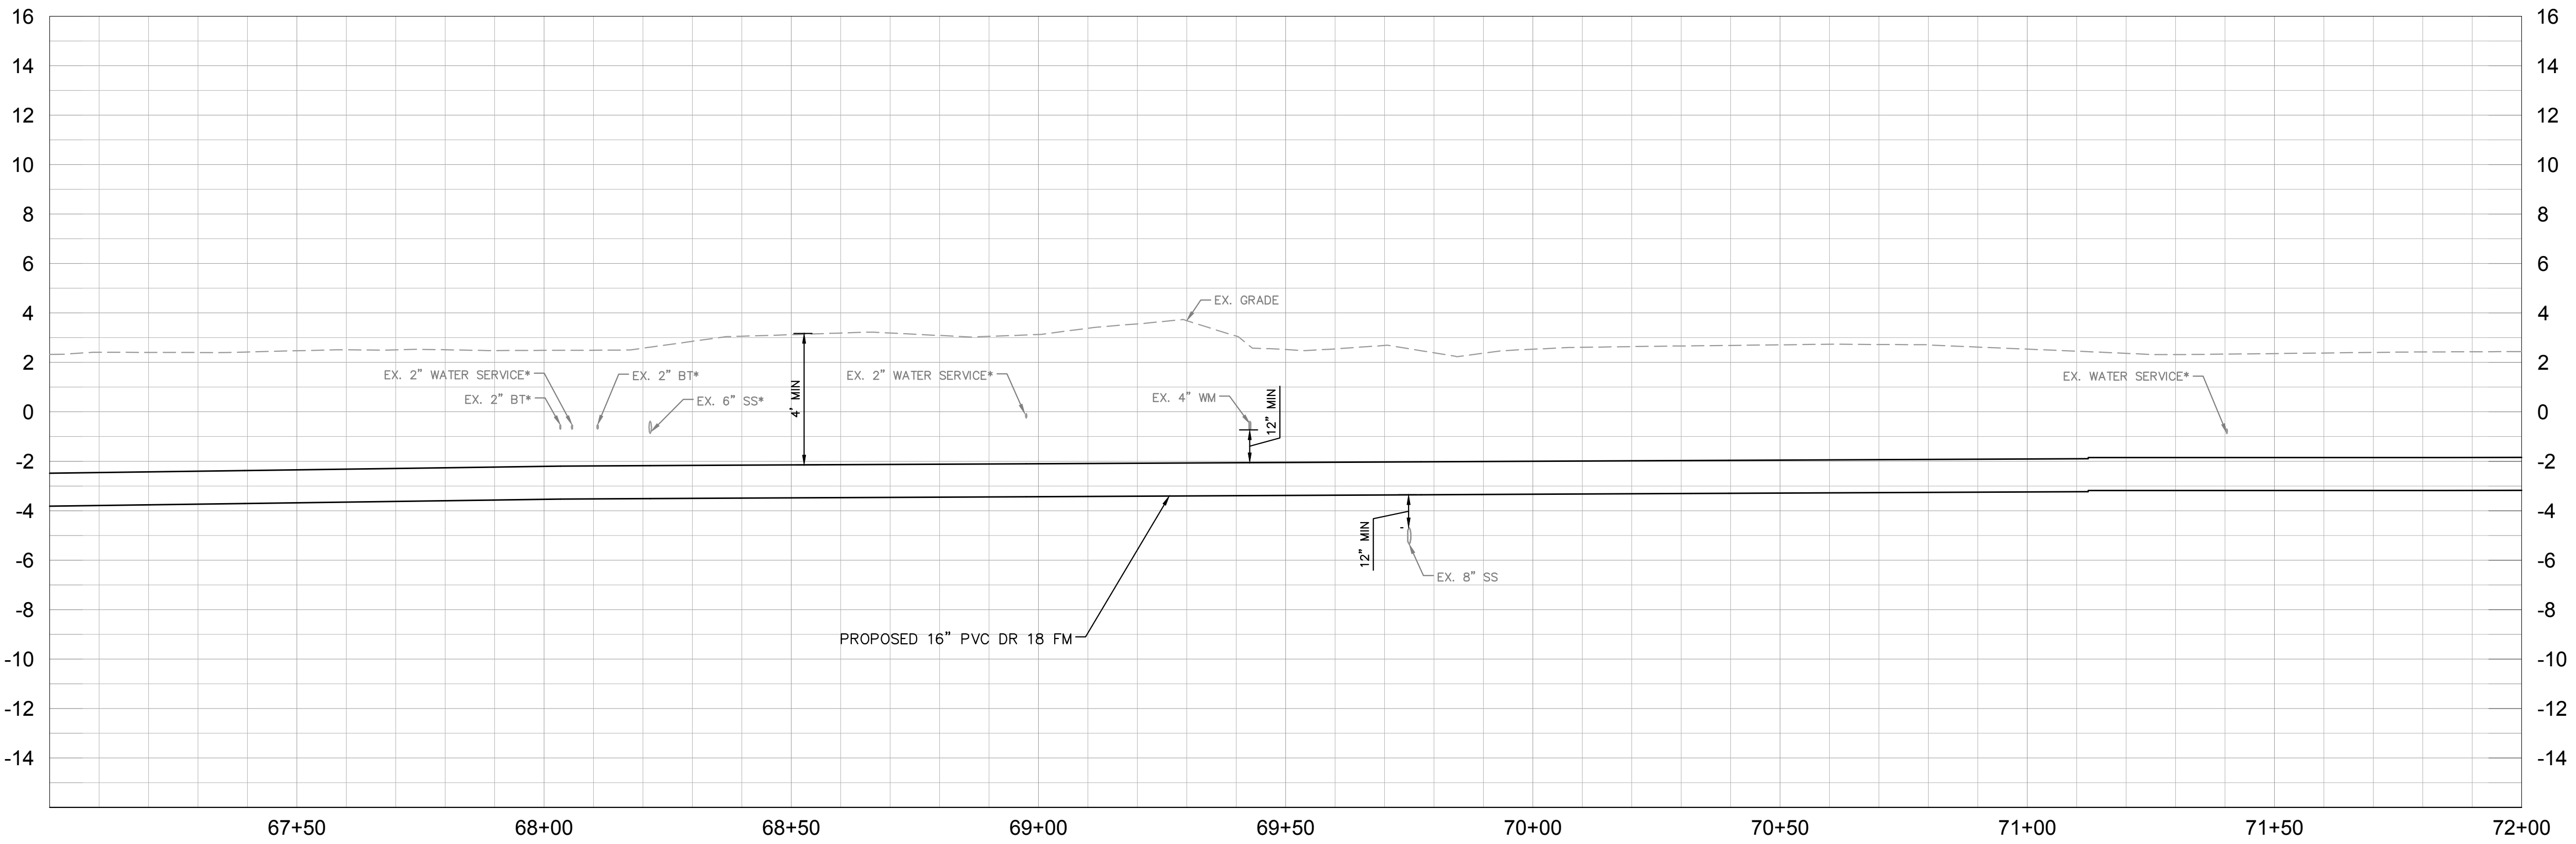 16 16
14 14
12 12
10 10
8 8
6 6
4 4
EX. GRADE
2 2
EX. 2" WATER SERVICE* EX. 2" BT* EX. 2" WATER SERVICE* EX. WATER SERVICE*
EX. 2" BT* EX. 6" SS* 4' MIN EX. 4" WM 12" MIN
0 0
-2 -2
-4 -4
12" MIN
-6 -6
EX. 8" SS
-8 -8
PROPOSED 16" PVC DR 18 FM
-10 -10
-12 -12
-14 -14
67+50 68+00 68+50 69+00 69+50 70+00 70+50 71+00 71+50 72+00